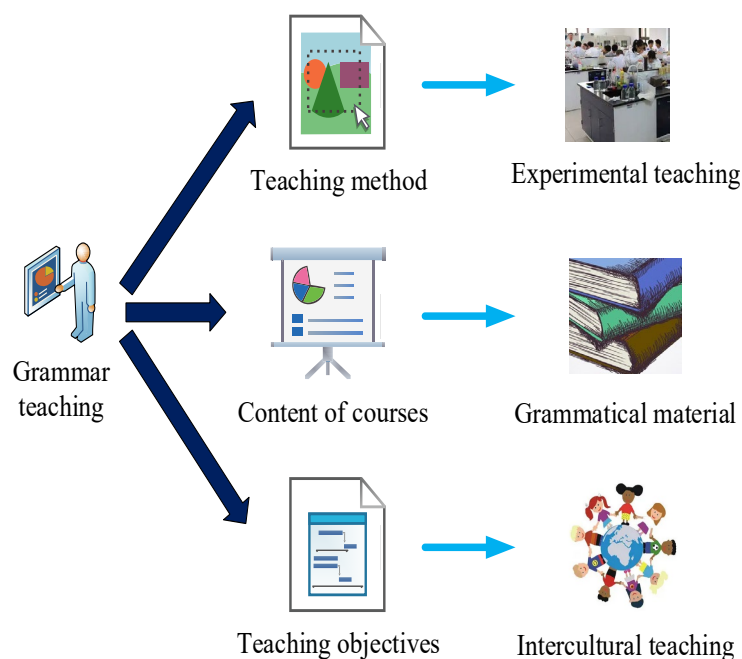 Teaching method
Experimental teaching
Grammar
teaching
Content of courses
Grammatical material
Teaching objectives
Intercultural teaching